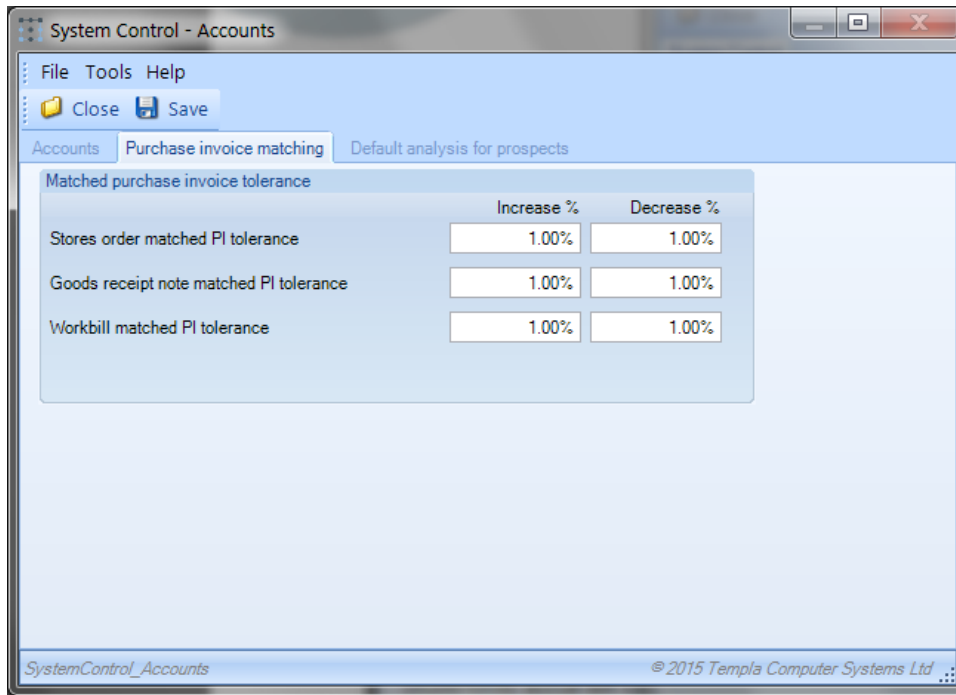 System Control - Accounts
File Tools Help
Close Save
Accounts Purchase invoice matching Default analysis for prospects
Matched purchase invoice tolerance
Increase % Decrease %
Stores order matched PI tolerance 1.00% 1.00%
Goods receipt note matched PI tolerance 1.00% 1.00%
Workbill matched PI tolerance 1.00% 1.00%
SystemControl_Accounts © 2015 Templa Computer Systems Ltd